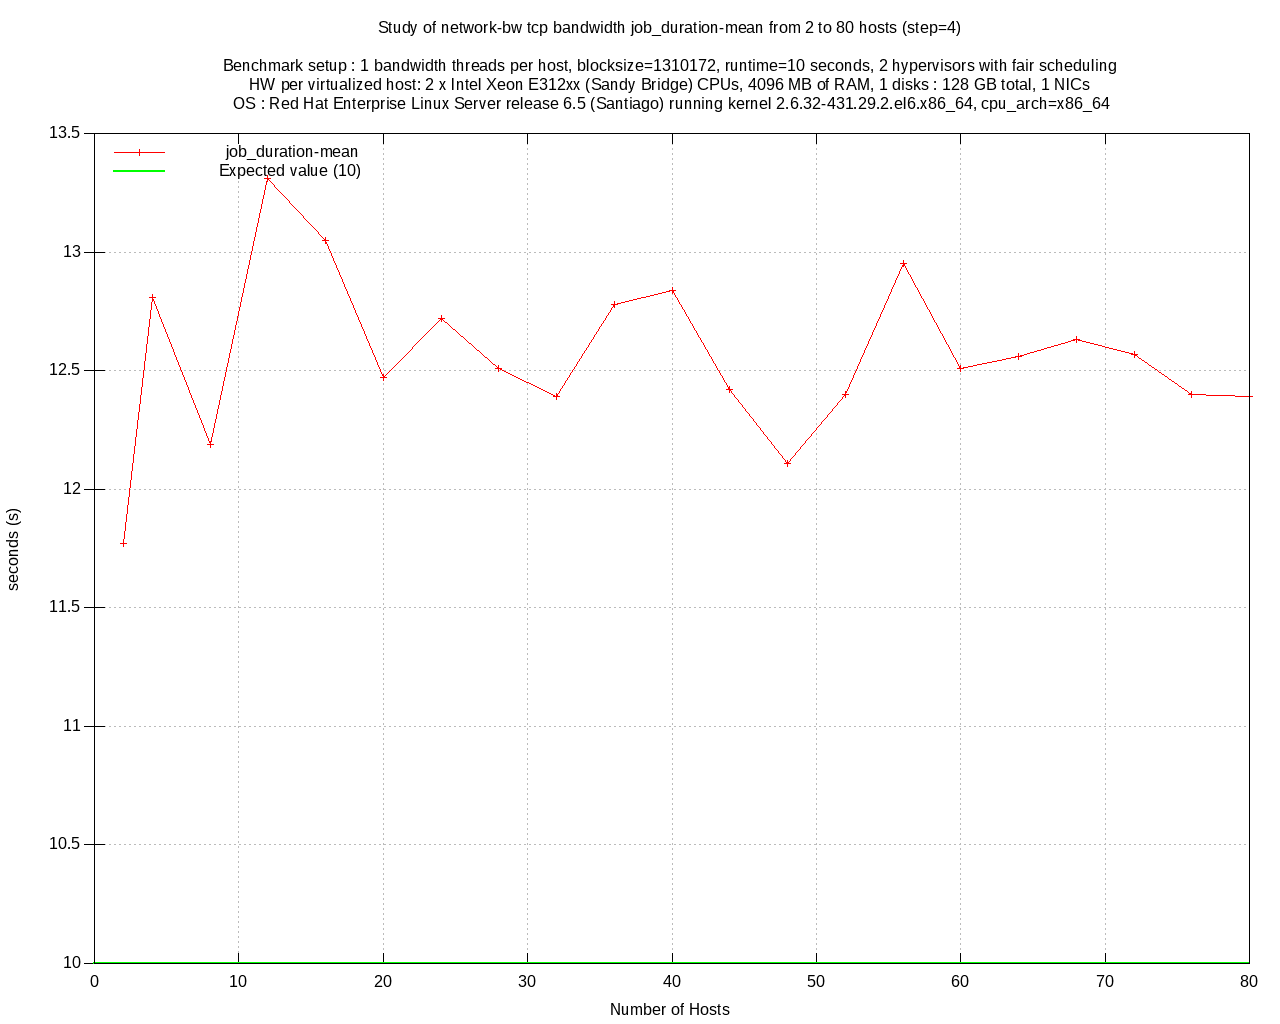 Study of network-bw tcp bandwidth job_duration-mean from 2 to 80 hosts (step=4)
Benchmark setup : 1 bandwidth threads per host, blocksize=1310172, runtime=10 seconds, 2 hypervisors with fair scheduling
HW per virtualized host: 2 x Intel Xeon E312xx (Sandy Bridge) CPUs, 4096 MB of RAM, 1 disks : 128 GB total, 1 NICs
OS : Red Hat Enterprise Linux Server release 6.5 (Santiago) running kernel 2.6.32-431.29.2.el6.x86_64, cpu_arch=x86_64
job_duration-mean
Expected value (10)
13.5
13
12.5
12
11.5
11
10.5
10
seconds (s)
0 10 20 30 40 50 60 70 80
Number of Hosts